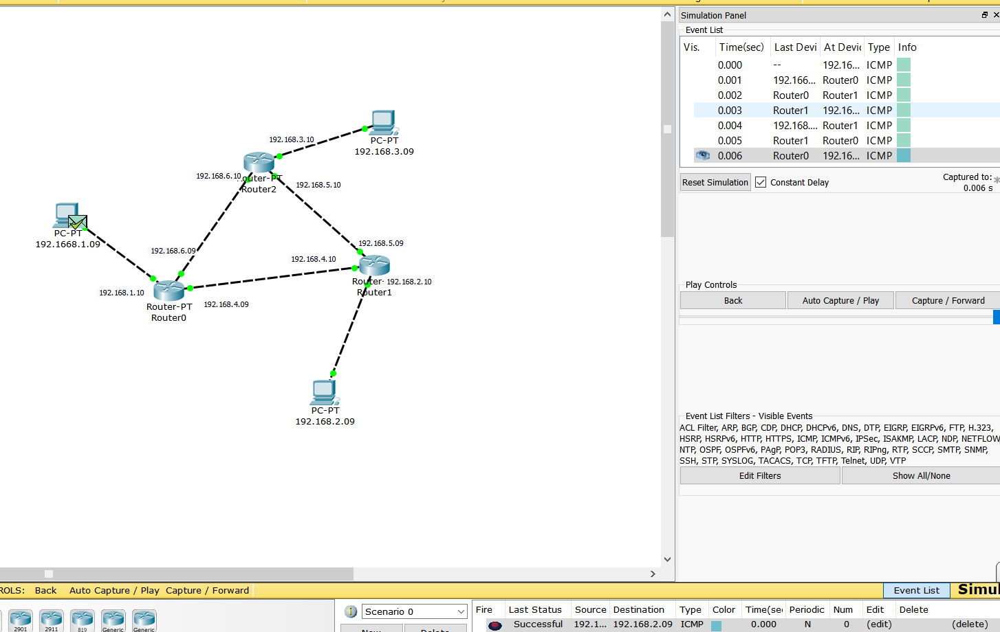 Simulation Panel
Event List
Vis. Time(sec) Last Devi At Devic Type Info
0.000 -- 192.16... ICMP
0.001 192.166... Router0 ICMP
0.002 Router0 Router1 ICMP
0.003 Router1 192.16... ICMP
0.004 192.168.... Router1 ICMP
0.005 Router1 Router0 ICMP
0.006 Router0 192.16... ICMP
Reset Simulation Constant Delay Captured to:
0.006 s
Play Controls
Back Auto Capture / Play Capture / Forward
Event List Filters - Visible Events
ACL Filter, ARP, BGP, CDP, DHCP, DHCPv6, DNS, DTP, EIGRP, EIGRPv6, FTP, H.323,
HSRP, HSRPv6, HTTP, HTTPS, ICMP, ICMPv6, IPSec, ISAKMP, LACP, NDP, NETFLOW,
NTP, OSPF, OSPFv6, PAgP, POP3, RADIUS, RIP, RIPng, RTP, SCCP, SMTP, SNMP,
SSH, STP, SYSLOG, TACACS, TCP, TFTP, Telnet, UDP, VTP
Edit Filters Show All/None
192.168.3.10
PC-PT
192.168.3.09
192.168.6.10
outer-PT
Router2
192.168.5.10
PC-PT
192.1668.1.09
192.168.6.09
192.168.5.09
192.168.4.10
Router- 192.168.2.10
Router1
192.168.1.10
192.168.4.09
Router-PT
Router0
PC-PT
192.168.2.09
ROLS: Back Auto Capture / Play Capture / Forward
Event List Simul
2901 2911 819 Generic Generic
Scenario 0
New Delete
Fire Last Status Source Destination Type Color Time(sec Periodic Num Edit Delete
Successful 192.1... 192.168.2.09 ICMP 0.000 N 0 (edit) (delete)